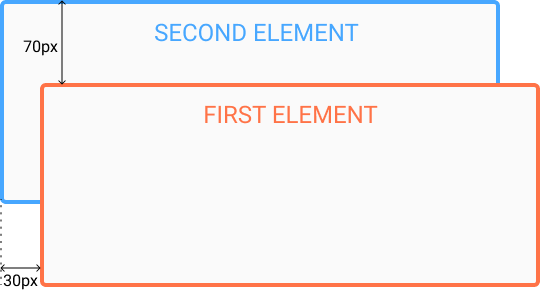 SECOND ELEMENT
70px
FIRST ELEMENT
30px